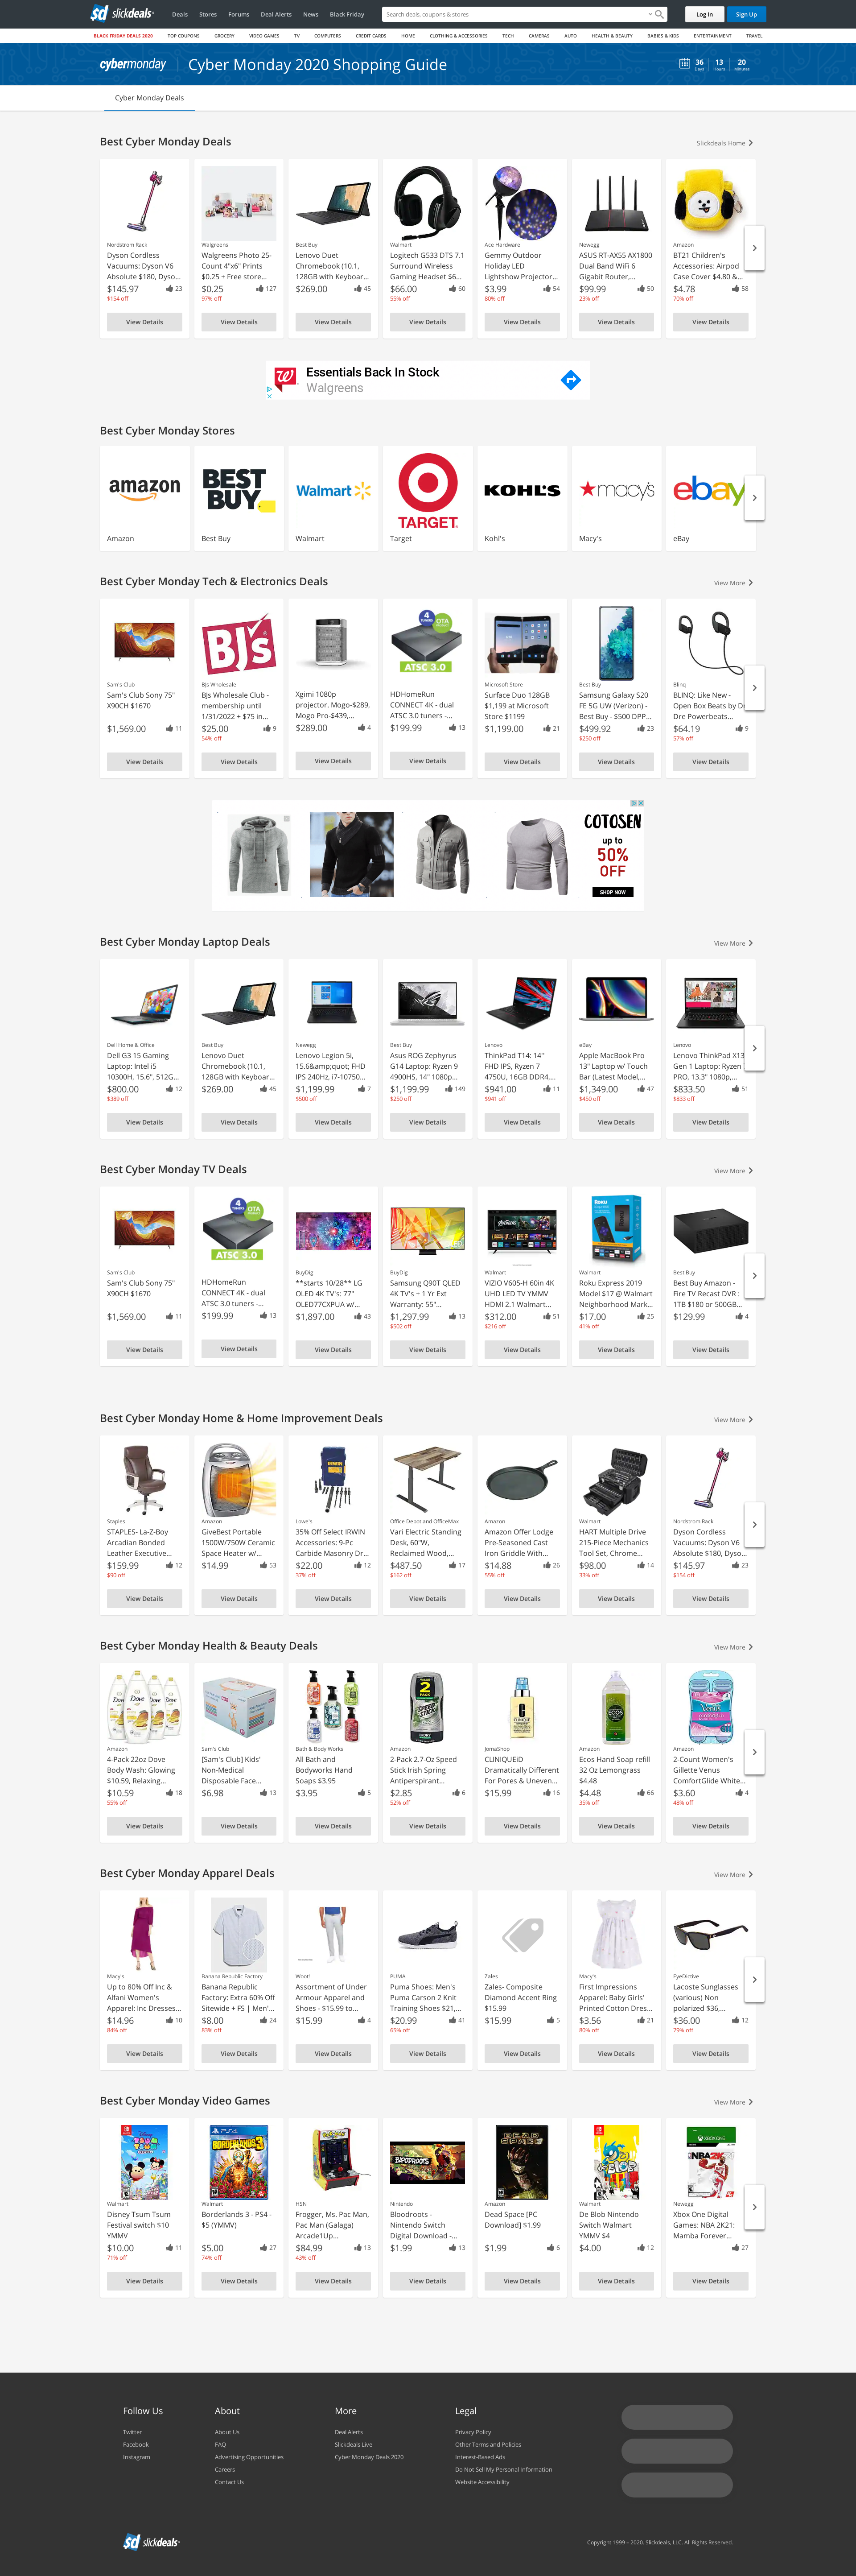 sd slickdeals
Deals Stores Forums Deal Alerts News Black Friday
Search deals, coupons & stores
Log In Sign Up
BLACK FRIDAY DEALS 2020 TOP COUPONS GROCERY VIDEO GAMES TV COMPUTERS CREDIT CARDS HOME CLOTHING & ACCESSORIES TECH CAMERAS AUTO HEALTH & BEAUTY BABIES & KIDS ENTERTAINMENT TRAVEL
cybermonday Cyber Monday 2020 Shopping Guide
36 13 20
Days Hours Minutes
Cyber Monday Deals
Best Cyber Monday Deals
Slickdeals Home
Nordstrom Rack
Dyson Cordless
Vacuums: Dyson V6
Absolute $180, Dyso...
$145.97 23
$154 off
View Details
Walgreens
Walgreens Photo 25-
Count 4"x6" Prints
$0.25 + Free store...
$0.25 127
97% off
View Details
Best Buy
Lenovo Duet
Chromebook (10.1,
128GB with Keyboar...
$269.00 45
View Details
Walmart
Logitech G533 DTS 7.1
Surround Wireless
Gaming Headset $6...
$66.00 60
55% off
View Details
Ace Hardware
Gemmy Outdoor
Holiday LED
Lightshow Projector...
$3.99 54
80% off
View Details
Newegg
ASUS RT-AX55 AX1800
Dual Band WiFi 6
Gigabit Router,...
$99.99 50
23% off
View Details
Amazon
BT21 Children's
Accessories: Airpod
Case Cover $4.80 &...
$4.78 58
70% off
View Details
Essentials Back In Stock
Walgreens
Best Cyber Monday Stores
amazon
Amazon
BEST BUY
Best Buy
Walmart
Walmart
TARGET
Target
KOHL'S
Kohl's
macy's
Macy's
ebay
eBay
Best Cyber Monday Tech & Electronics Deals
View More
Sam's Club
Sam's Club Sony 75"
X90CH $1670
$1,569.00 11
View Details
BJ's
BJs Wholesale
BJs Wholesale Club -
membership until
1/31/2022 + $75 in...
$25.00 9
54% off
View Details
Xgimi 1080p
projector. Mogo-$289,
Mogo Pro-$439,...
$289.00 4
View Details
4 TUNERS OTA
ATSC 3.0
HDHomeRun
CONNECT 4K - dual
ATSC 3.0 tuners -...
$199.99 13
View Details
Microsoft Store
Surface Duo 128GB
$1,199 at Microsoft
Store $1199
$1,199.00 21
View Details
Best Buy
Samsung Galaxy S20
FE 5G UW (Verizon) -
Best Buy - $500 DPP...
$499.92 23
$250 off
View Details
Blinq
BLINQ: Like New -
Open Box Beats by Dr
Dre Powerbeats...
$64.19 9
57% off
View Details
COTOSEN
up to
50%
OFF
SHOP NOW
Best Cyber Monday Laptop Deals
View More
Dell Home & Office
Dell G3 15 Gaming
Laptop: Intel i5
10300H, 15.6", 512G...
$800.00 12
$389 off
View Details
Best Buy
Lenovo Duet
Chromebook (10.1,
128GB with Keyboar...
$269.00 45
View Details
Newegg
Lenovo Legion 5i,
15.6&amp;quot; FHD
IPS 240Hz, i7-10750...
$1,199.99 7
$500 off
View Details
Best Buy
Asus ROG Zephyrus
G14 Laptop: Ryzen 9
4900HS, 14" 1080p...
$1,199.99 149
$250 off
View Details
Lenovo
ThinkPad T14: 14''
FHD IPS, Ryzen 7
4750U, 16GB DDR4,...
$941.00 11
$941 off
View Details
eBay
Apple MacBook Pro
13" Laptop w/ Touch
Bar (Latest Model,...
$1,349.00 47
$450 off
View Details
Lenovo
Lenovo ThinkPad X13
Gen 1 Laptop: Ryzen 7
PRO, 13.3" 1080p,...
$833.50 51
$833 off
View Details
Best Cyber Monday TV Deals
View More
Sam's Club
Sam's Club Sony 75"
X90CH $1670
$1,569.00 11
View Details
4 TUNERS OTA
ATSC 3.0
HDHomeRun
CONNECT 4K - dual
ATSC 3.0 tuners -...
$199.99 13
View Details
BuyDig
**starts 10/28** LG
OLED 4K TV's: 77"
OLED77CXPUA w/...
$1,897.00 43
View Details
BuyDig
Samsung Q90T QLED
4K TV's + 1 Yr Ext
Warranty: 55"...
$1,297.99 13
$502 off
View Details
Walmart
VIZIO V605-H 60in 4K
UHD LED TV YMMV
HDMI 2.1 Walmart...
$312.00 51
$216 off
View Details
Roku
Walmart
Roku Express 2019
Model $17 @ Walmart
Neighborhood Mark...
$17.00 25
41% off
View Details
Best Buy
Best Buy Amazon -
Fire TV Recast DVR :
1TB $180 or 500GB...
$129.99 4
View Details
Best Cyber Monday Home & Home Improvement Deals
View More
Staples
STAPLES- La-Z-Boy
Arcadian Bonded
Leather Executive...
$159.99 12
$90 off
View Details
Amazon
GiveBest Portable
1500W/750W Ceramic
Space Heater w/...
$14.99 53
View Details
Lowe's
35% Off Select IRWIN
Accessories: 9-Pc
Carbide Masonry Dr...
$22.00 12
37% off
View Details
Office Depot and OfficeMax
Vari Electric Standing
Desk, 60"W,
Reclaimed Wood,...
$487.50 17
$162 off
View Details
Amazon
Amazon Offer Lodge
Pre-Seasoned Cast
Iron Griddle With...
$14.88 26
55% off
View Details
Walmart
HART Multiple Drive
215-Piece Mechanics
Tool Set, Chrome...
$98.00 14
33% off
View Details
Nordstrom Rack
Dyson Cordless
Vacuums: Dyson V6
Absolute $180, Dyso...
$145.97 23
$154 off
View Details
Best Cyber Monday Health & Beauty Deals
View More
Dove
Amazon
4-Pack 22oz Dove
Body Wash: Glowing
$10.59, Relaxing...
$10.59 18
55% off
View Details
Sam's Club
[Sam's Club] Kids'
Non-Medical
Disposable Face...
$6.98 13
View Details
Bath & Body Works
All Bath and
Bodyworks Hand
Soaps $3.95
$3.95 5
View Details
2 PACK
Amazon
2-Pack 2.7-Oz Speed
Stick Irish Spring
Antiperspirant...
$2.85 6
52% off
View Details
CLINIQUE
JomaShop
CLINIQUEiD
Dramatically Different
For Pores & Uneven...
$15.99 16
View Details
ECOS
Amazon
Ecos Hand Soap refill
32 Oz Lemongrass
$4.48
$4.48 66
35% off
View Details
Venus
Amazon
2-Count Women's
Gillette Venus
ComfortGlide White...
$3.60 4
48% off
View Details
Best Cyber Monday Apparel Deals
View More
Macy's
Up to 80% Off Inc &
Alfani Women's
Apparel: Inc Dresses...
$14.96 10
84% off
View Details
Banana Republic Factory
Banana Republic
Factory: Extra 60% Off
Sitewide + FS | Men'...
$8.00 24
83% off
View Details
Woot!
Assortment of Under
Armour Apparel and
Shoes - $15.99 to...
$15.99 4
View Details
PUMA
Puma Shoes: Men's
Puma Carson 2 Knit
Training Shoes $21,...
$20.99 41
65% off
View Details
Zales
Zales- Composite
Diamond Accent Ring
$15.99
$15.99 5
View Details
Macy's
First Impressions
Apparel: Baby Girls'
Printed Cotton Dres...
$3.56 21
80% off
View Details
EyeDictive
Lacoste Sunglasses
(various) Non
polarized $36,...
$36.00 12
79% off
View Details
Best Cyber Monday Video Games
View More
Walmart
Disney Tsum Tsum
Festival switch $10
YMMV
$10.00 11
71% off
View Details
PS4
BORDERLANDS 3
Walmart
Borderlands 3 - PS4 -
$5 (YMMV)
$5.00 27
74% off
View Details
HSN
Frogger, Ms. Pac Man,
Pac Man (Galaga)
Arcade1Up...
$84.99 13
43% off
View Details
BLOODROOTS
Nintendo
Bloodroots -
Nintendo Switch
Digital Download -...
$1.99 13
View Details
DEAD SPACE
Amazon
Dead Space [PC
Download] $1.99
$1.99 6
View Details
de Blob
Walmart
De Blob Nintendo
Switch Walmart
YMMV $4
$4.00 12
View Details
XBOX ONE
NBA 2K21
Newegg
Xbox One Digital
Games: NBA 2K21:
Mamba Forever...
27
View Details
Follow Us
Twitter
Facebook
Instagram
About
About Us
FAQ
Advertising Opportunities
Careers
Contact Us
More
Deal Alerts
Slickdeals Live
Cyber Monday Deals 2020
Legal
Privacy Policy
Other Terms and Policies
Interest-Based Ads
Do Not Sell My Personal Information
Website Accessibility
sd slickdeals
Copyright 1999 – 2020. Slickdeals, LLC. All Rights Reserved.